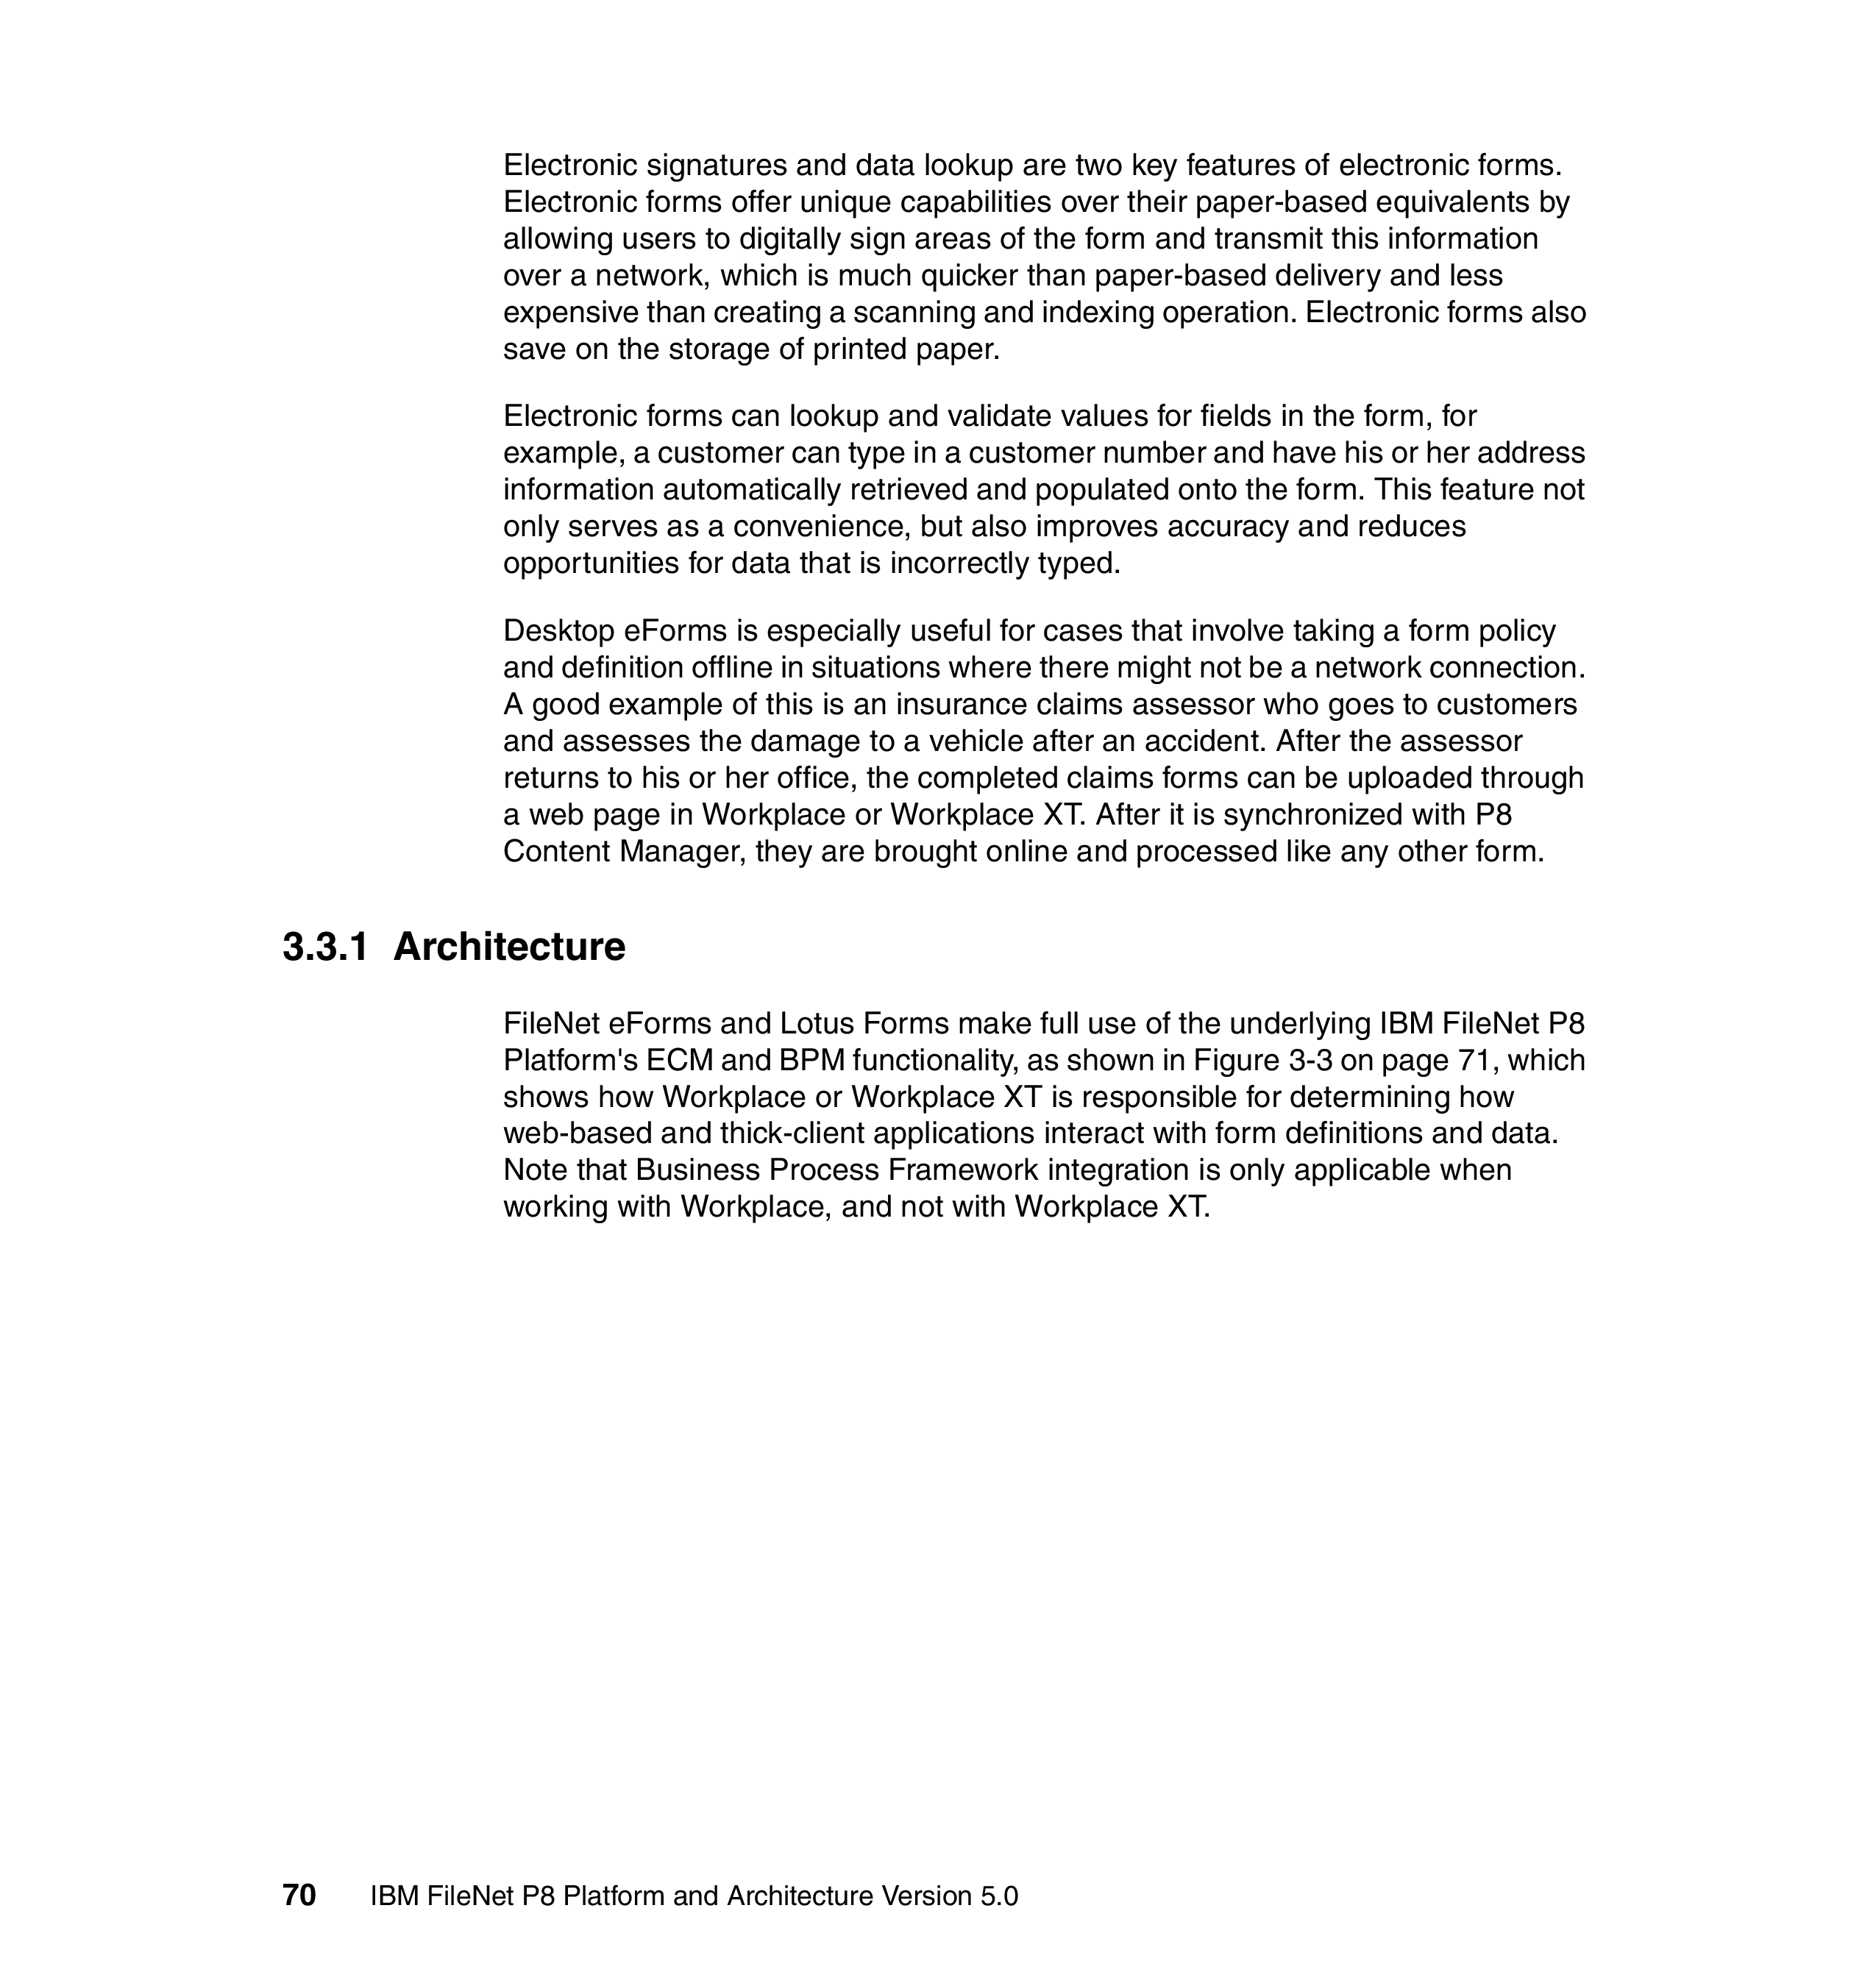 Electronic signatures and data lookup are two key features of electronic forms.
Electronic forms offer unique capabilities over their paper-based equivalents by
allowing users to digitally sign areas of the form and transmit this information
over a network, which is much quicker than paper-based delivery and less
expensive than creating a scanning and indexing operation. Electronic forms also
save on the storage of printed paper.
Electronic forms can lookup and validate values for fields in the form, for
example, a customer can type in a customer number and have his or her address
information automatically retrieved and populated onto the form. This feature not
only serves as a convenience, but also improves accuracy and reduces
opportunities for data that is incorrectly typed.
Desktop eForms is especially useful for cases that involve taking a form policy
and definition offline in situations where there might not be a network connection.
A good example of this is an insurance claims assessor who goes to customers
and assesses the damage to a vehicle after an accident. After the assessor
returns to his or her office, the completed claims forms can be uploaded through
a web page in Workplace or Workplace XT. After it is synchronized with P8
Content Manager, they are brought online and processed like any other form.
3.3.1 Architecture
FileNet eForms and Lotus Forms make full use of the underlying IBM FileNet P8
Platform's ECM and BPM functionality, as shown in Figure 3-3 on page 71, which
shows how Workplace or Workplace XT is responsible for determining how
web-based and thick-client applications interact with form definitions and data.
Note that Business Process Framework integration is only applicable when
working with Workplace, and not with Workplace XT.
70 IBM FileNet P8 Platform and Architecture Version 5.0